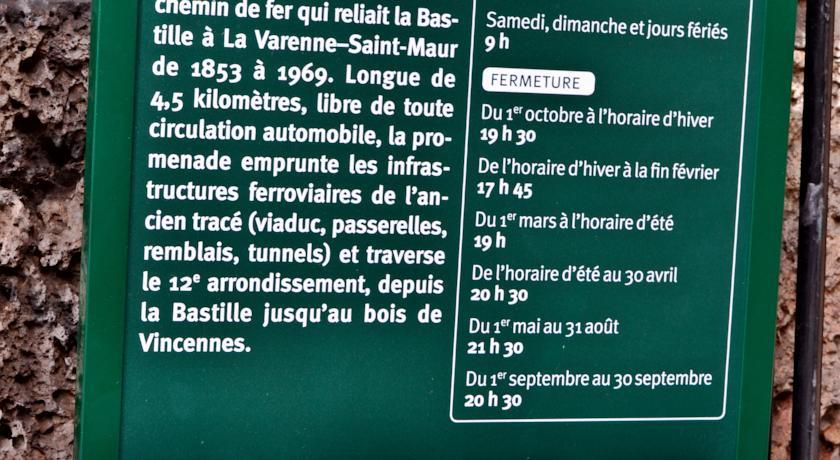 chemin de fer qui reliait la Bas-
tille à La Varenne–Saint-Maur
de 1853 à 1969. Longue de
4,5 kilomètres, libre de toute
circulation automobile, la pro-
menade emprunte les infras-
tructures ferroviaires de l'an-
cien tracé (viaduc, passerelles,
remblais, tunnels) et traverse
le 12e arrondissement, depuis
la Bastille jusqu'au bois de
Vincennes.
Samedi, dimanche et jours fériés
9 h
FERMETURE
Du 1er octobre à l'horaire d'hiver
19 h 30
De l'horaire d'hiver à la fin février
17 h 45
Du 1er mars à l'horaire d'été
19 h
De l'horaire d'été au 30 avril
20 h 30
Du 1er mai au 31 août
21 h 30
Du 1er septembre au 30 septembre
20 h 30